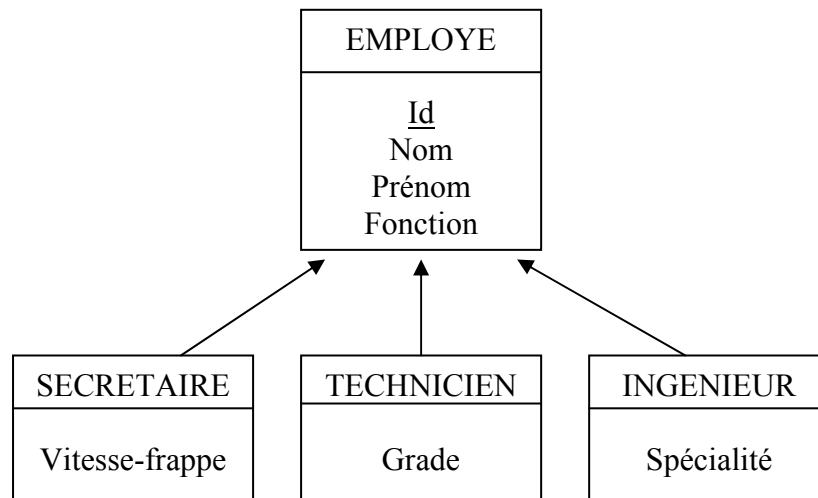 EMPLOYE
Id
Nom
Prénom
Fonction
SECRETAIRE
Vitesse-frappe
TECHNICIEN
Grade
INGENIEUR
Spécialité